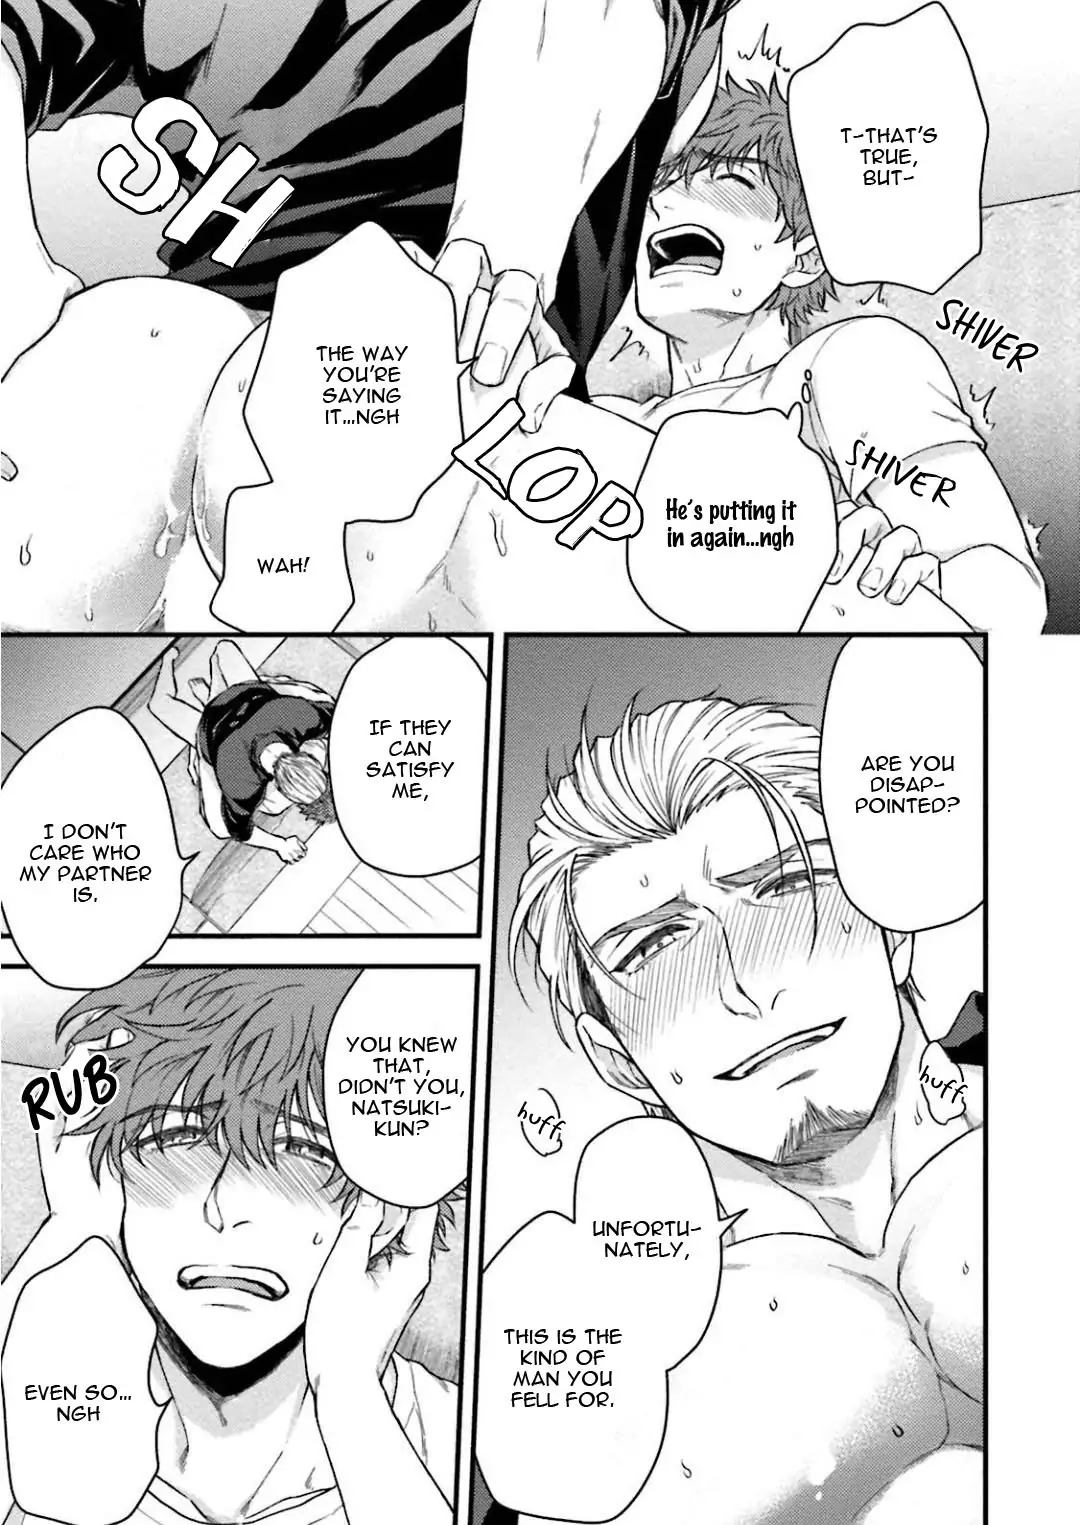 T-THAT'S
TRUE,
BUT-
SHIVER
SHIVER
SH
LOP
THE WAY
YOU'RE
SAYING
IT...NGH
WAH!
He's putting it
in again...ngh
ARE YOU
DISAP-
POINTED?
huff
huff
UNFORTU-
NATELY,
THIS IS THE
KIND OF
MAN YOU
FELL FOR.
IF THEY
CAN
SATISFY
ME,
I DON'T
CARE WHO
MY PARTNER
IS.
YOU KNEW
THAT,
DIDN'T YOU,
NATSUKI-
KUN?
RUB
EVEN SO...
NGH